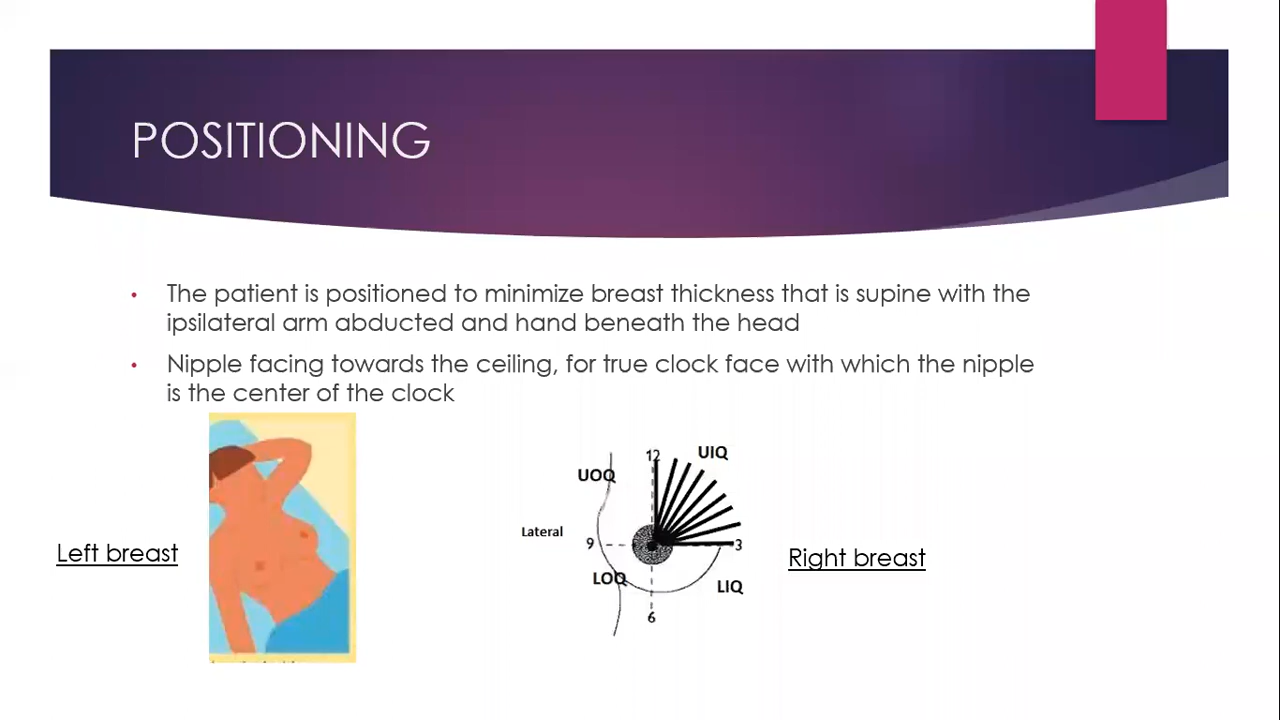 POSITIONING
• The patient is positioned to minimize breast thickness that is supine with the
ipsilateral arm abducted and hand beneath the head
• Nipple facing towards the ceiling, for true clock face with which the nipple
is the center of the clock
Left breast
12
UIQ
UOQ
Lateral
9
3
LOQ
LIQ
6
Right breast